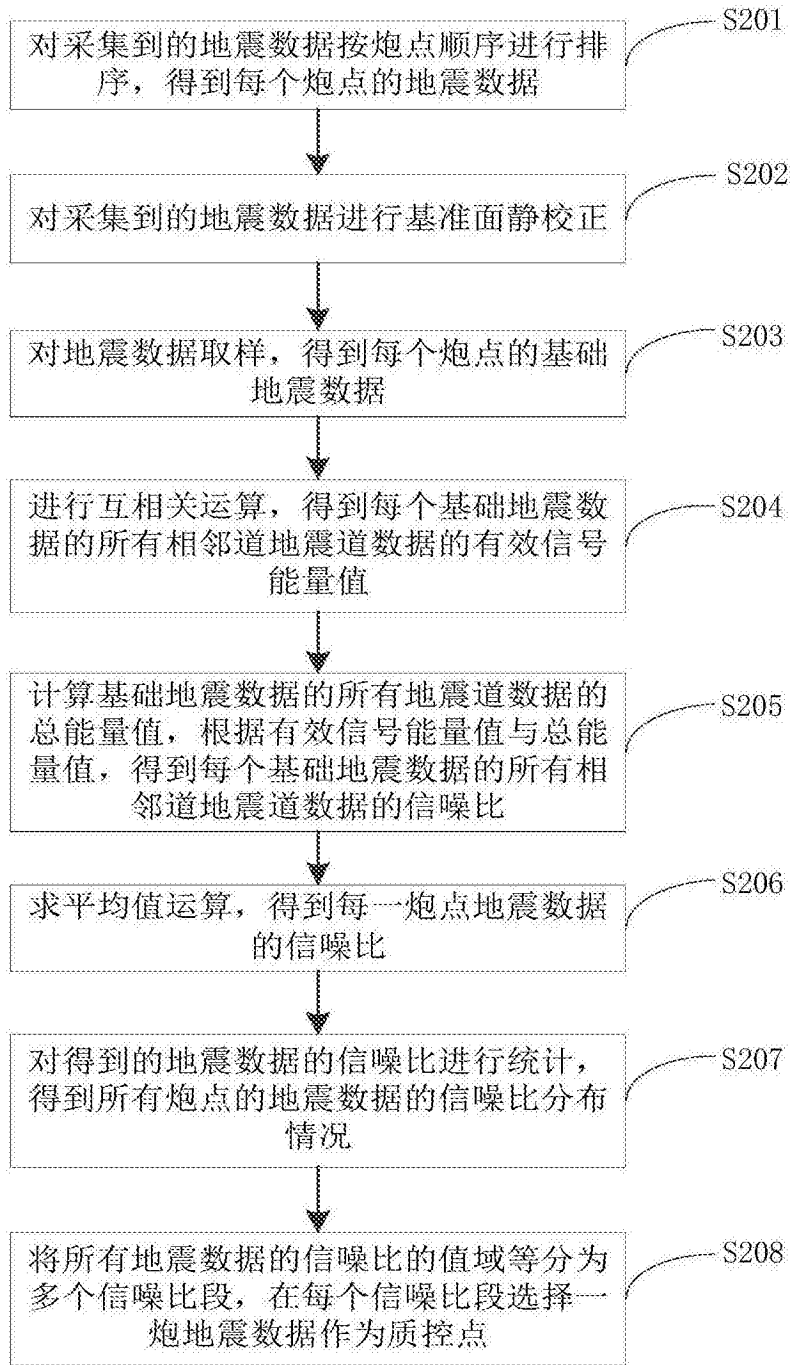 对采集到的地震数据按炮点顺序进行排
序，得到每个炮点的地震数据
S201
对采集到的地震数据进行基准面静校正
S202
对地震数据取样，得到每个炮点的基础
地震数据
S203
进行互相关运算，得到每个基础地震数
据的所有相邻道地震道数据的有效信号
能量值
S204
计算基础地震数据的所有地震道数据的
总能量值，根据有效信号能量值与总能
量值，得到每个基础地震数据的所有相
邻道地震道数据的信噪比
S205
求平均值运算，得到每一炮点地震数据
的信噪比
S206
对得到的地震数据的信噪比进行统计，
得到所有炮点的地震数据的信噪比分布
情况
S207
将所有地震数据的信噪比的值域等分为
多个信噪比段，在每个信噪比段选择一
炮地震数据作为质控点
S208